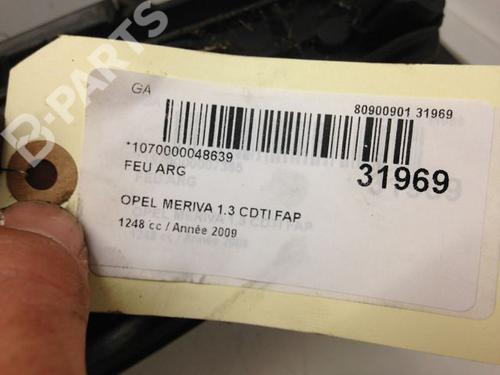 GA
80900901 31969
*1070000048639
FEU ARG
31969
OPEL MERIVA 1.3 CDTI FAP
1248 cc / Année 2009
B-PARTS